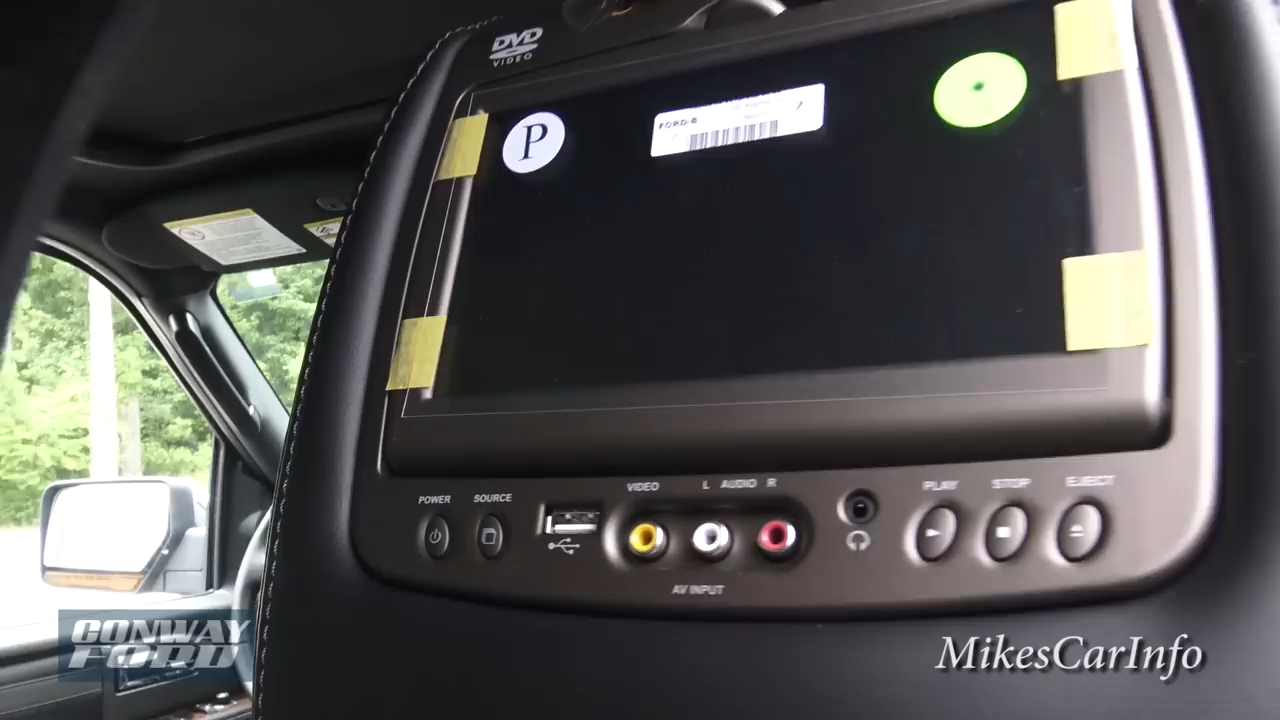 DVD
VIDEO
P
FORD-B
POWER
SOURCE
VIDEO
L AUDIO R
PLAY
STOP
EJECT
AV INPUT
CONWAY
FORD
MikesCarInfo